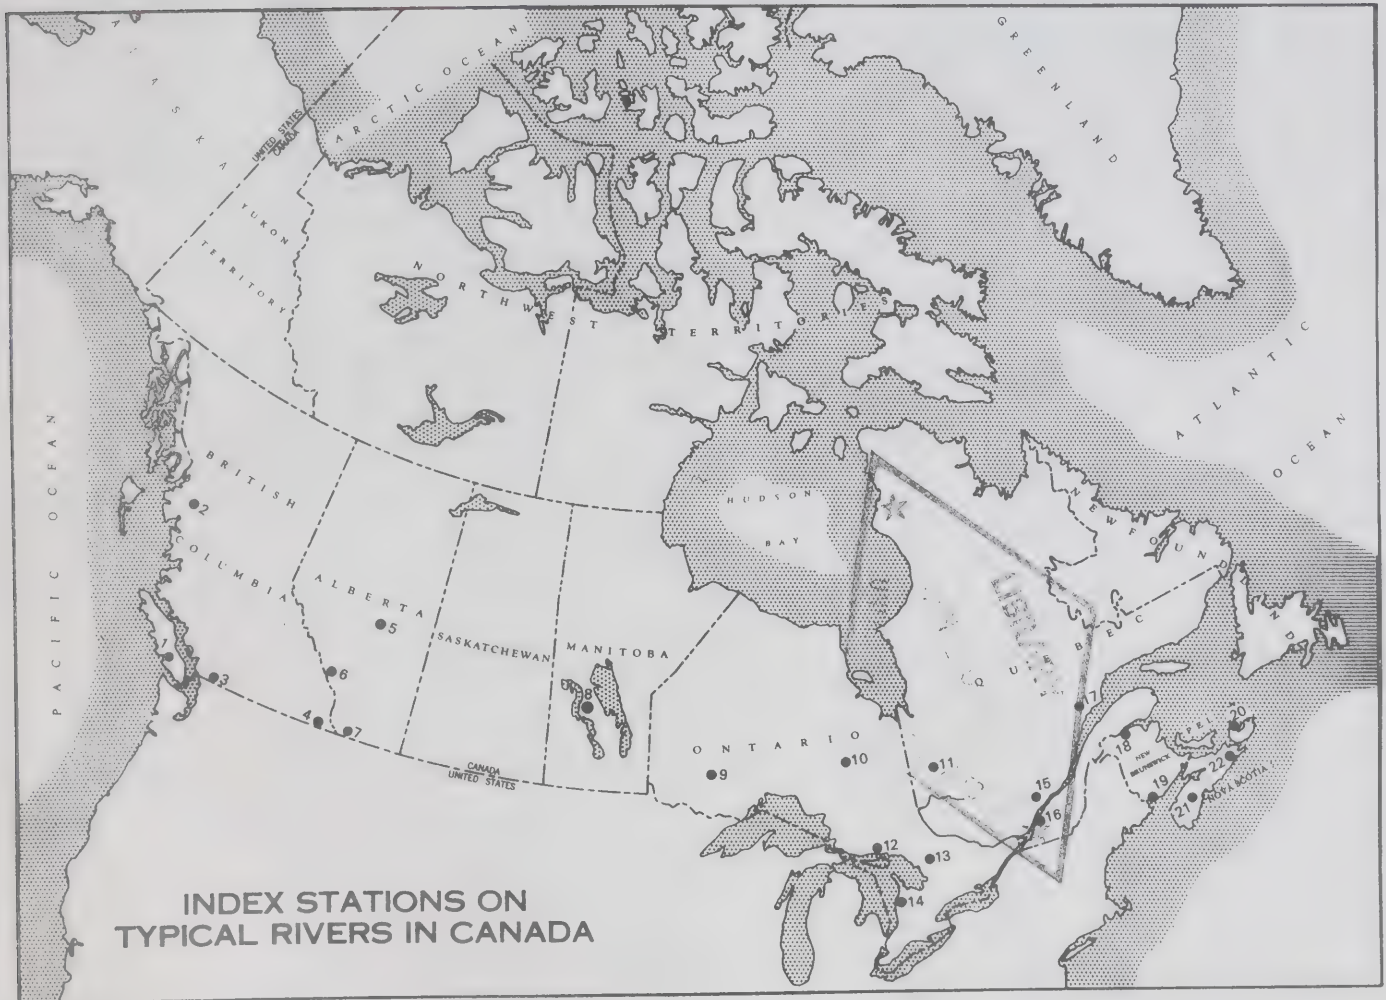 ALASKA
GREENLAND
ARCTIC OCEAN
UNITED STATES
CANADA
YUKON
TERRITORY
NORTHWEST TERRITORIES
ATLANTIC
OCEAN
PACIFIC OCEAN
BRITISH
COLUMBIA
HUDSON
BAY
NEWFOUNDLAND
ALBERTA
SASKATCHEWAN
MANITOBA
LIBRARY
QUEBEC
ONTARIO
CANADA
UNITED STATES
P.E.I.
NEW
BRUNSWICK
NOVA SCOTIA
1
2
3
4
5
6
7
8
9
10
11
12
13
14
15
16
17
18
19
20
21
22
INDEX STATIONS ON
TYPICAL RIVERS IN CANADA